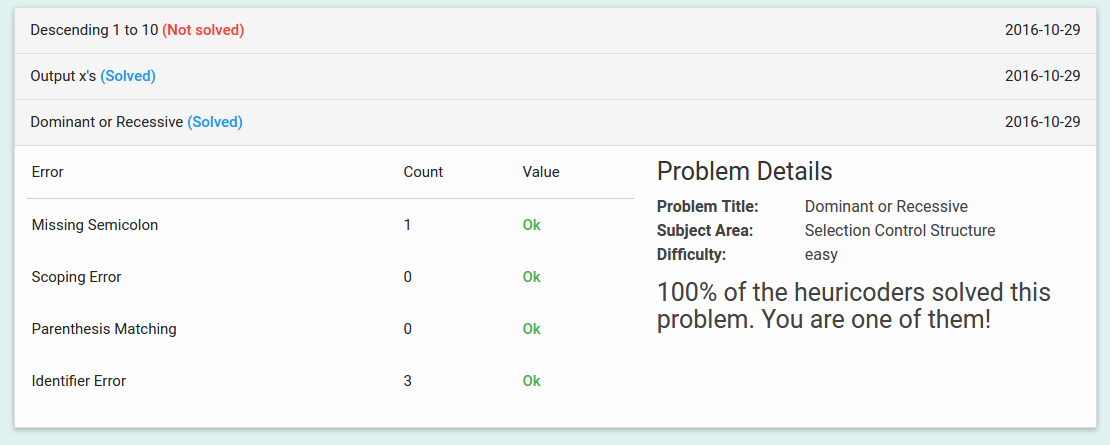 Descending 1 to 10 (Not solved) 2016-10-29
Output x's (Solved) 2016-10-29
Dominant or Recessive (Solved) 2016-10-29
Error Count Value
Missing Semicolon 1 Ok
Scoping Error 0 Ok
Parenthesis Matching 0 Ok
Identifier Error 3 Ok
Problem Details
Problem Title: Dominant or Recessive
Subject Area: Selection Control Structure
Difficulty: easy
100% of the heuricoders solved this
problem. You are one of them!